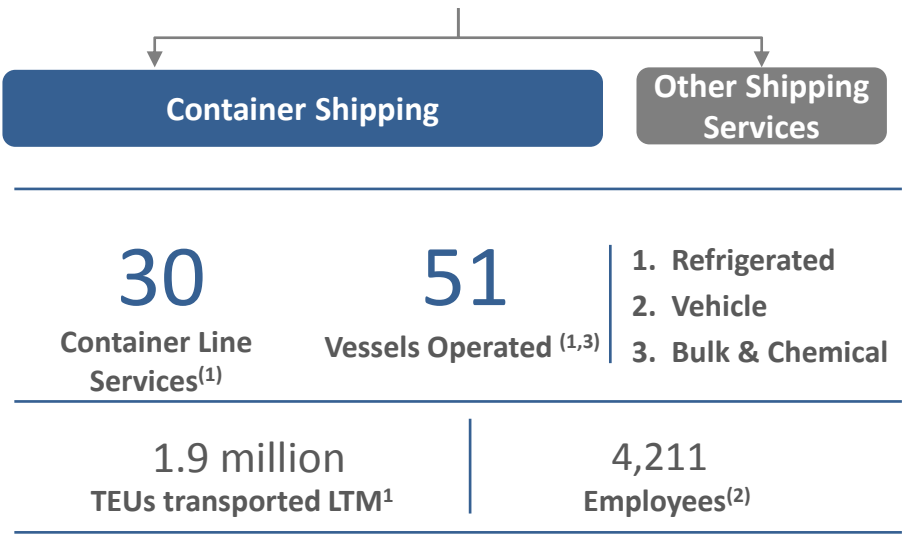 Container Shipping
Other Shipping
Services
30
Container Line
Services(1)
51
Vessels Operated (1,3)
1. Refrigerated
2. Vehicle
3. Bulk & Chemical
1.9 million
TEUs transported LTM1
4,211
Employees(2)